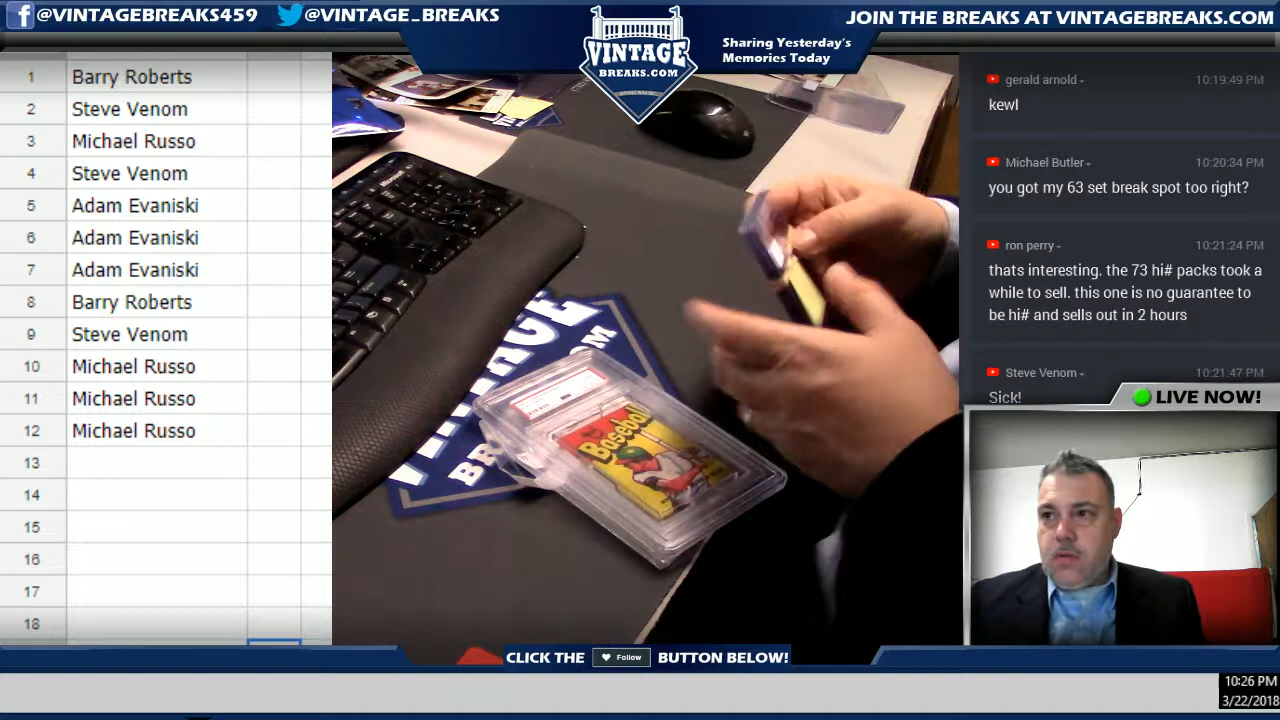 @VINTAGEBREAKS459
@VINTAGE_BREAKS
VINTAGE
BREAKS.COM
Sharing Yesterday's
Memories Today
JOIN THE BREAKS AT VINTAGEBREAKS.COM
1 Barry Roberts
2 Steve Venom
3 Michael Russo
4 Steve Venom
5 Adam Evaniski
6 Adam Evaniski
7 Adam Evaniski
8 Barry Roberts
9 Steve Venom
10 Michael Russo
11 Michael Russo
12 Michael Russo
13
14
15
16
17
18
Baseball
gerald arnold 10:19:49 PM
kewl
Michael Butler 10:20:34 PM
you got my 63 set break spot too right?
ron perry 10:21:24 PM
thats interesting. the 73 hi# packs took a
while to sell. this one is no guarantee to
be hi# and sells out in 2 hours
Steve Venom 10:21:47 PM
Sick!
LIVE NOW!
CLICK THE Follow BUTTON BELOW!
10:26 PM
3/22/2018